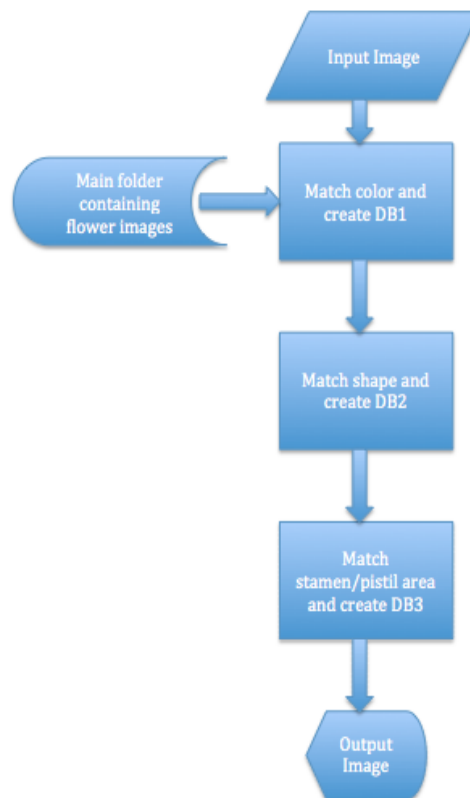 Input Image
Main folder
containing
flower images
Match color and
create DB1
Match shape and
create DB2
Match
stamen/pistil area
and create DB3
Output
Image